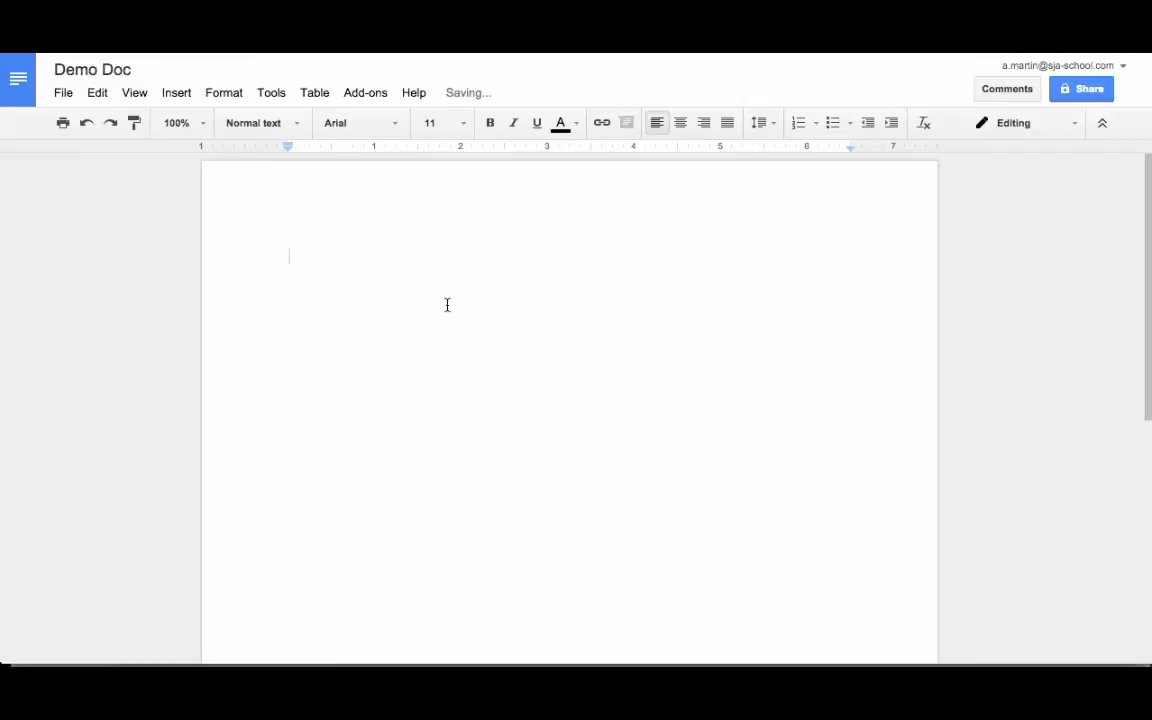 Demo Doc
a.martin@sja-school.com
File Edit View Insert Format Tools Table Add-ons Help Saving...
Comments Share
100% Normal text Arial 11 B I U A Editing
1 1 2 3 4 5 6 7